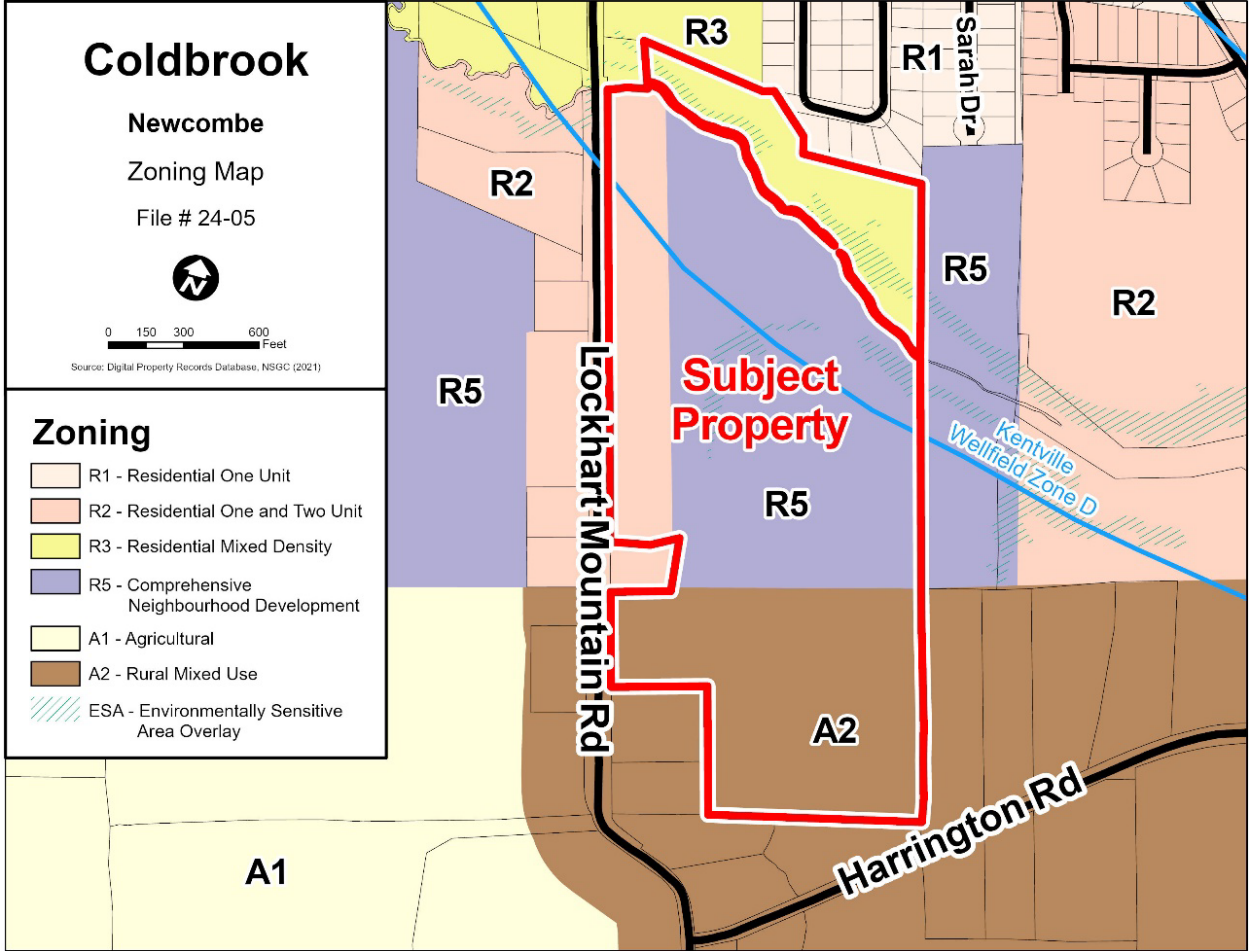 Coldbrook
Newcombe
Zoning Map
File # 24-05
N
0 150 300 600
Feet
Source: Digital Property Records Database, NSGC (2021)
Zoning
R1 - Residential One Unit
R2 - Residential One and Two Unit
R3 - Residential Mixed Density
R5 - Comprehensive
Neighbourhood Development
A1 - Agricultural
A2 - Rural Mixed Use
ESA - Environmentally Sensitive
Area Overlay
R3
R1
Sarah Dr
R2
R5
R2
R5
Subject
Property
Lockhart Mountain Rd
Kentville
Wellfield Zone D
R5
A2
Harrington Rd
A1